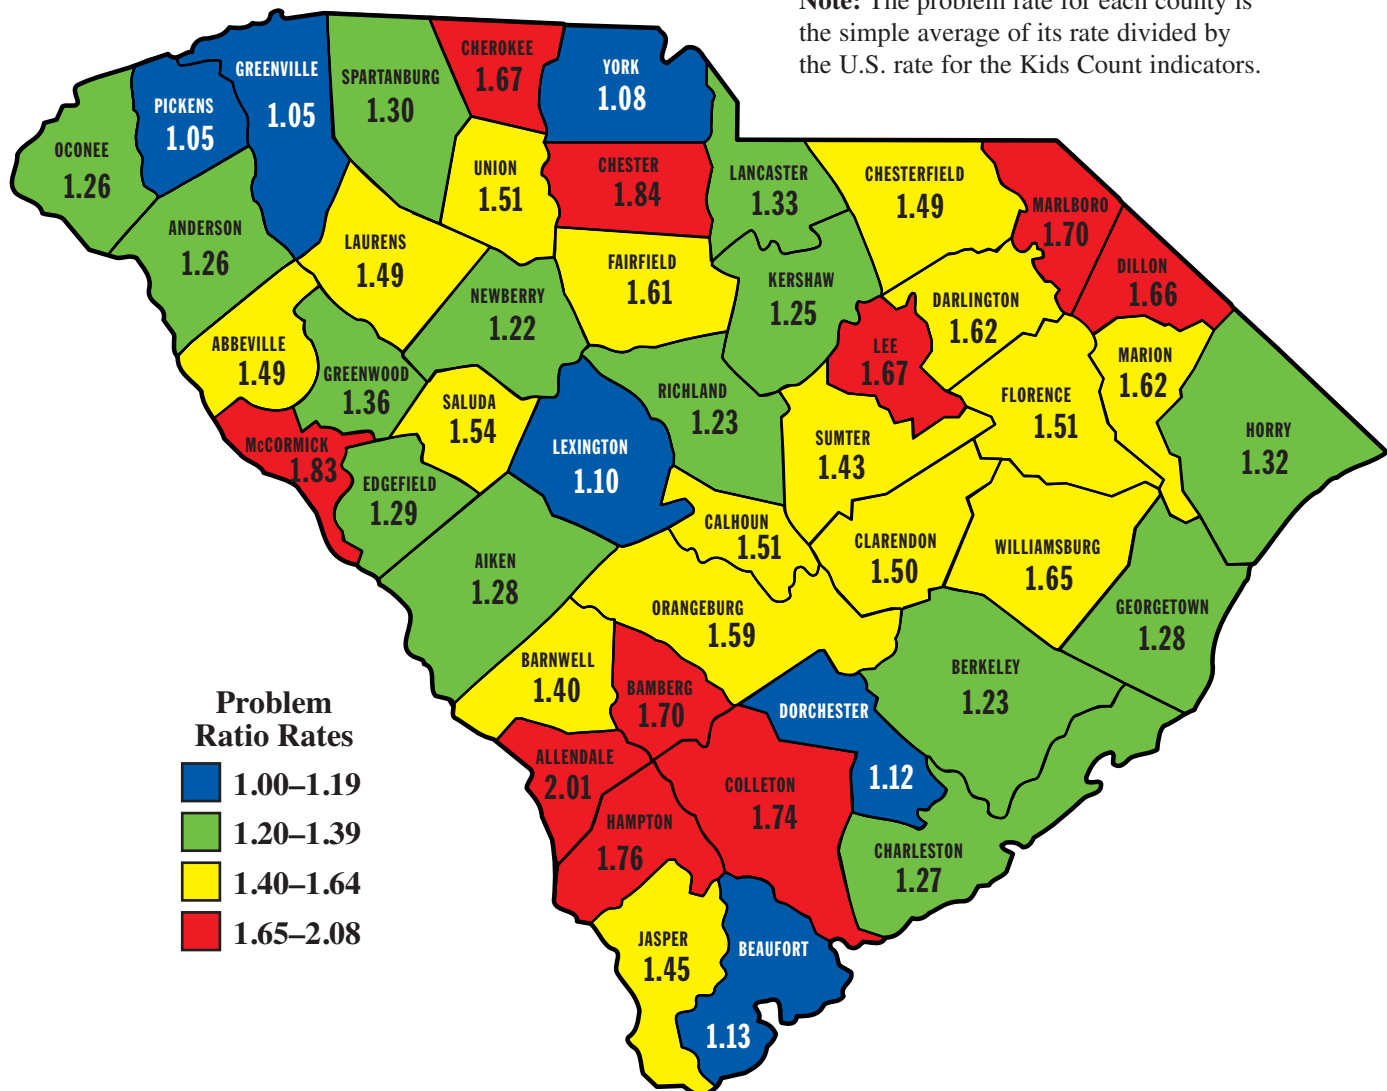 Note: The problem rate for each county is
the simple average of its rate divided by
the U.S. rate for the Kids Count indicators.
CHEROKEE
1.67
YORK
1.08
GREENVILLE
1.05
SPARTANBURG
1.30
PICKENS
1.05
OCONEE
1.26
UNION
1.51
CHESTER
1.84
LANCASTER
1.33
CHESTERFIELD
1.49
MARLBORO
1.70
ANDERSON
1.26
LAURENS
1.49
FAIRFIELD
1.61
KERSHAW
1.25
DILLON
1.66
NEWBERRY
1.22
DARLINGTON
1.62
ABBEVILLE
1.49
LEE
1.67
MARION
1.62
GREENWOOD
1.36
SALUDA
1.54
RICHLAND
1.23
FLORENCE
1.51
McCORMICK
1.83
LEXINGTON
1.10
SUMTER
1.43
HORRY
1.32
EDGEFIELD
1.29
CALHOUN
1.51
CLARENDON
1.50
WILLIAMSBURG
1.65
AIKEN
1.28
ORANGEBURG
1.59
GEORGETOWN
1.28
BARNWELL
1.40
BAMBERG
1.70
BERKELEY
1.23
DORCHESTER
1.12
ALLENDALE
2.01
COLLETON
1.74
HAMPTON
1.76
CHARLESTON
1.27
JASPER
1.45
BEAUFORT
1.13
Problem
Ratio Rates
1.00–1.19
1.20–1.39
1.40–1.64
1.65–2.08